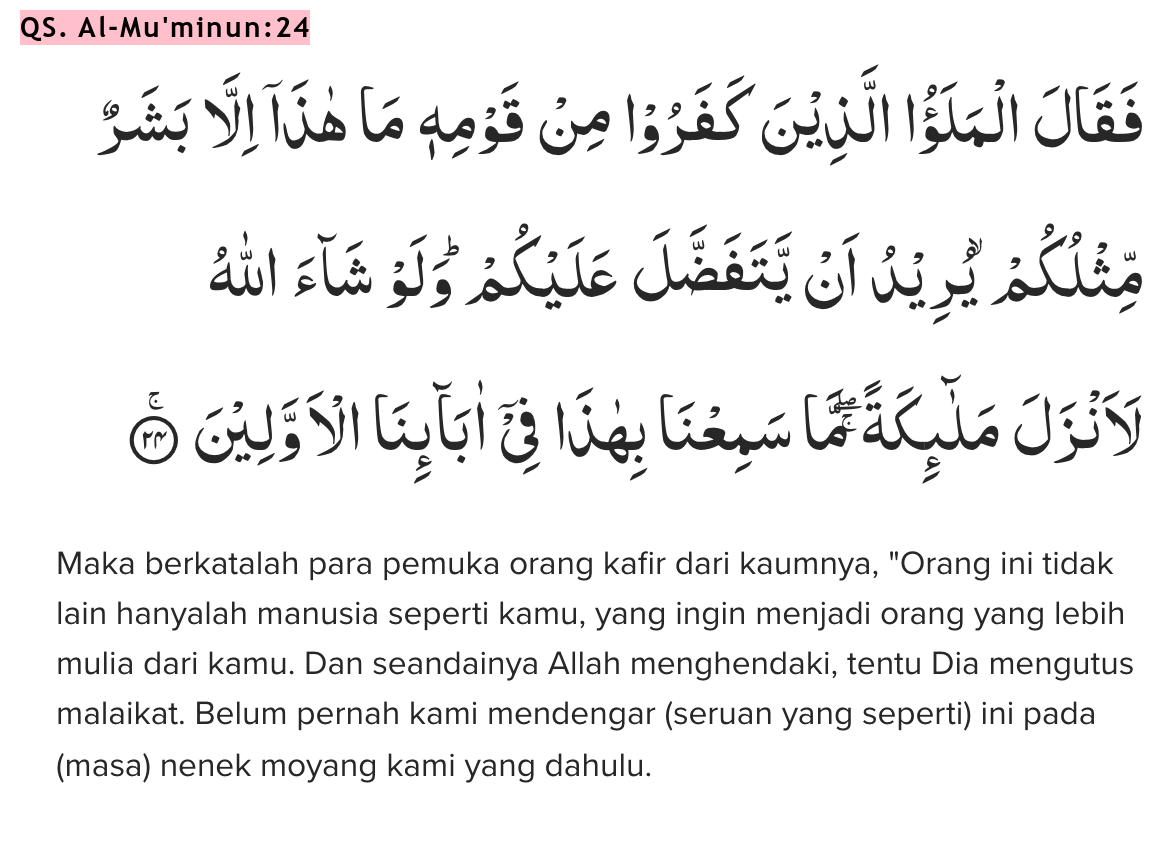 QS. Al-Mu'minun:24
فَقَالَ الْمَلَؤُا الَّذِيْنَ كَفَرُوْا مِنْ قَوْمِهٖ مَا هٰذَآ اِلَّا بَشَرٌ
مِّثْلُكُمْۙ يُرِيْدُ اَنْ يَّتَفَضَّلَ عَلَيْكُمْۗ وَلَوْ شَاۤءَ اللّٰهُ
لَاَنْزَلَ مَلٰۤىِٕكَةً ۖمَّا سَمِعْنَا بِهٰذَا فِيْٓ اٰبَاۤىِٕنَا الْاَوَّلِيْنَ ۚ ٢٤
Maka berkatalah para pemuka orang kafir dari kaumnya, "Orang ini tidak
lain hanyalah manusia seperti kamu, yang ingin menjadi orang yang lebih
mulia dari kamu. Dan seandainya Allah menghendaki, tentu Dia mengutus
malaikat. Belum pernah kami mendengar (seruan yang seperti) ini pada
(masa) nenek moyang kami yang dahulu.